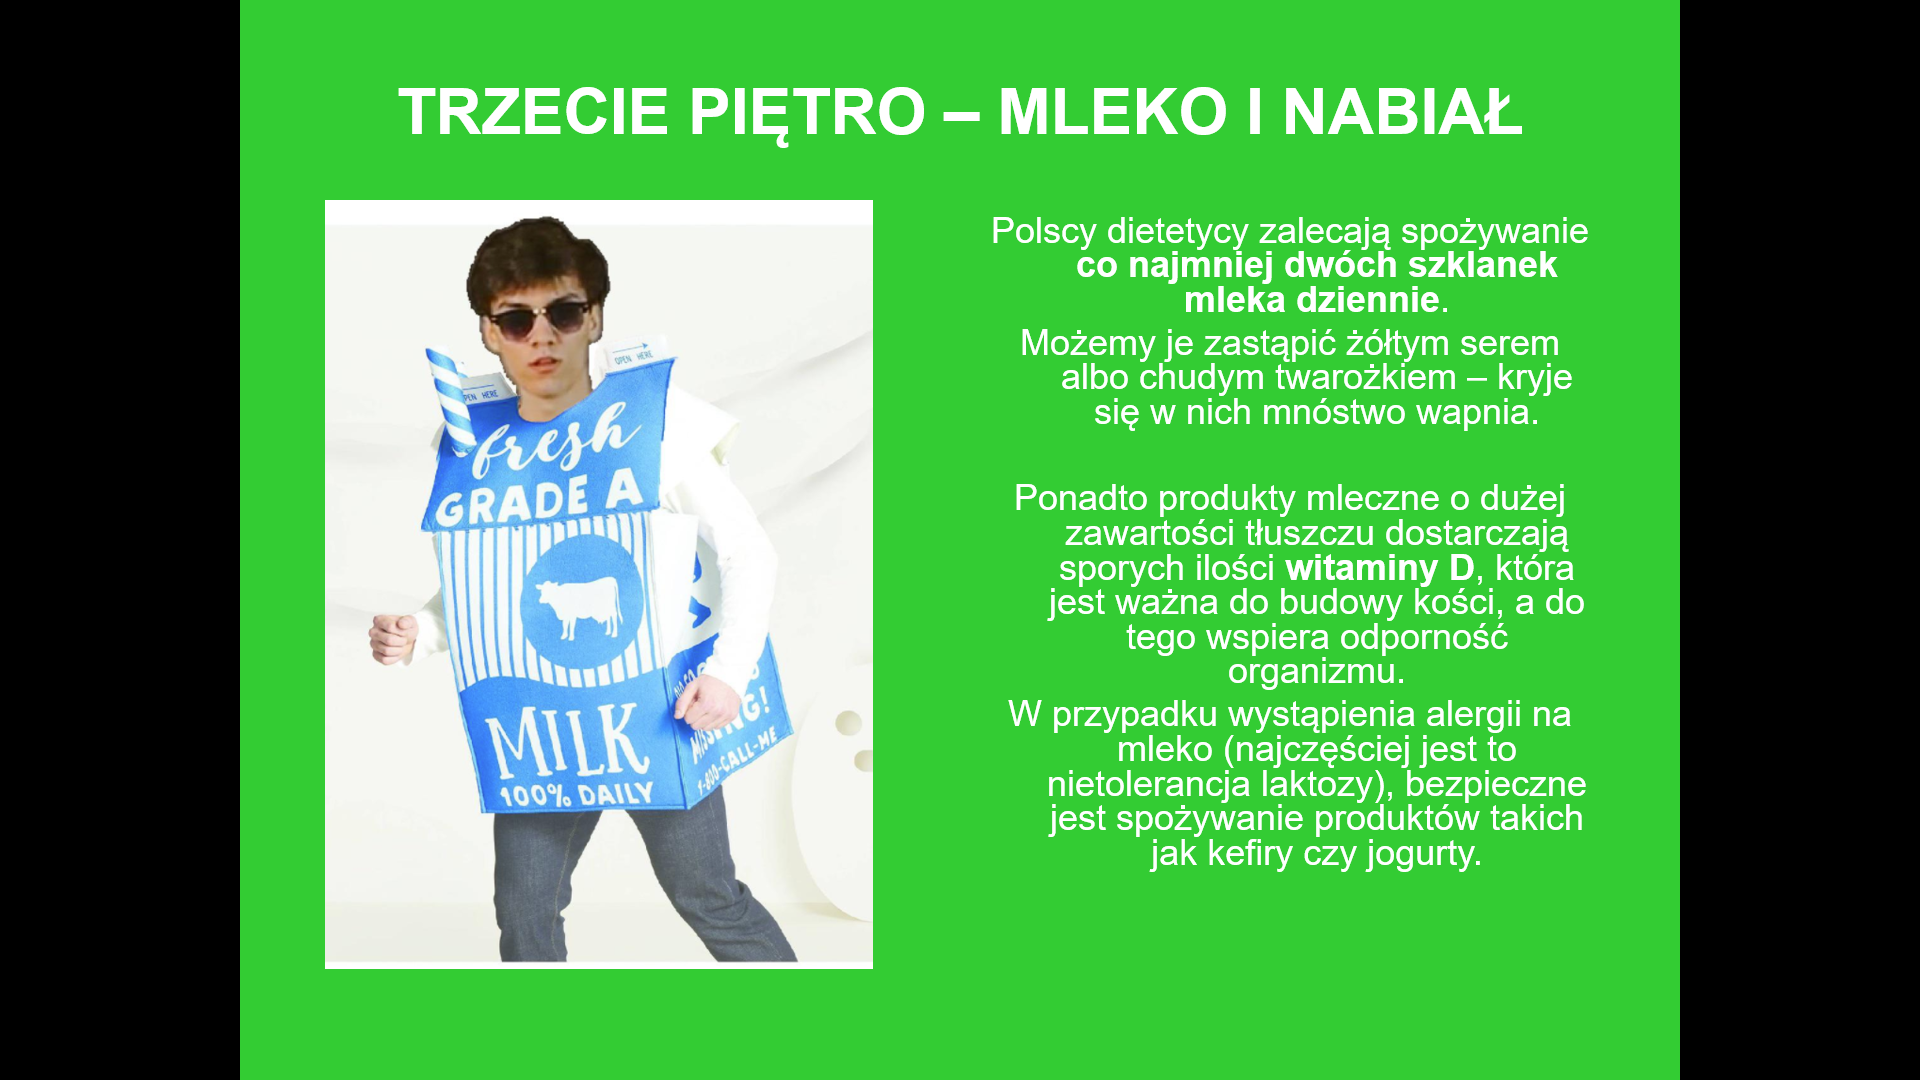 TRZECIE PIĘTRO – MLEKO I NABIAŁ
Polscy dietetycy zalecają spożywanie
co najmniej dwóch szklanek
mleka dziennie.
Możemy je zastąpić żółtym serem
albo chudym twarożkiem – kryje
się w nich mnóstwo wapnia.
Ponadto produkty mleczne o dużej
zawartości tłuszczu dostarczają
sporych ilości witaminy D, która
jest ważna do budowy kości, a do
tego wspiera odporność
organizmu.
W przypadku wystąpienia alergii na
mleko (najczęściej jest to
nietolerancja laktozy), bezpieczne
jest spożywanie produktów takich
jak kefiry czy jogurty.
OPEN HERE
HERE
fresh
GRADE A
MILK
100% DAILY
1-800-CALL-ME